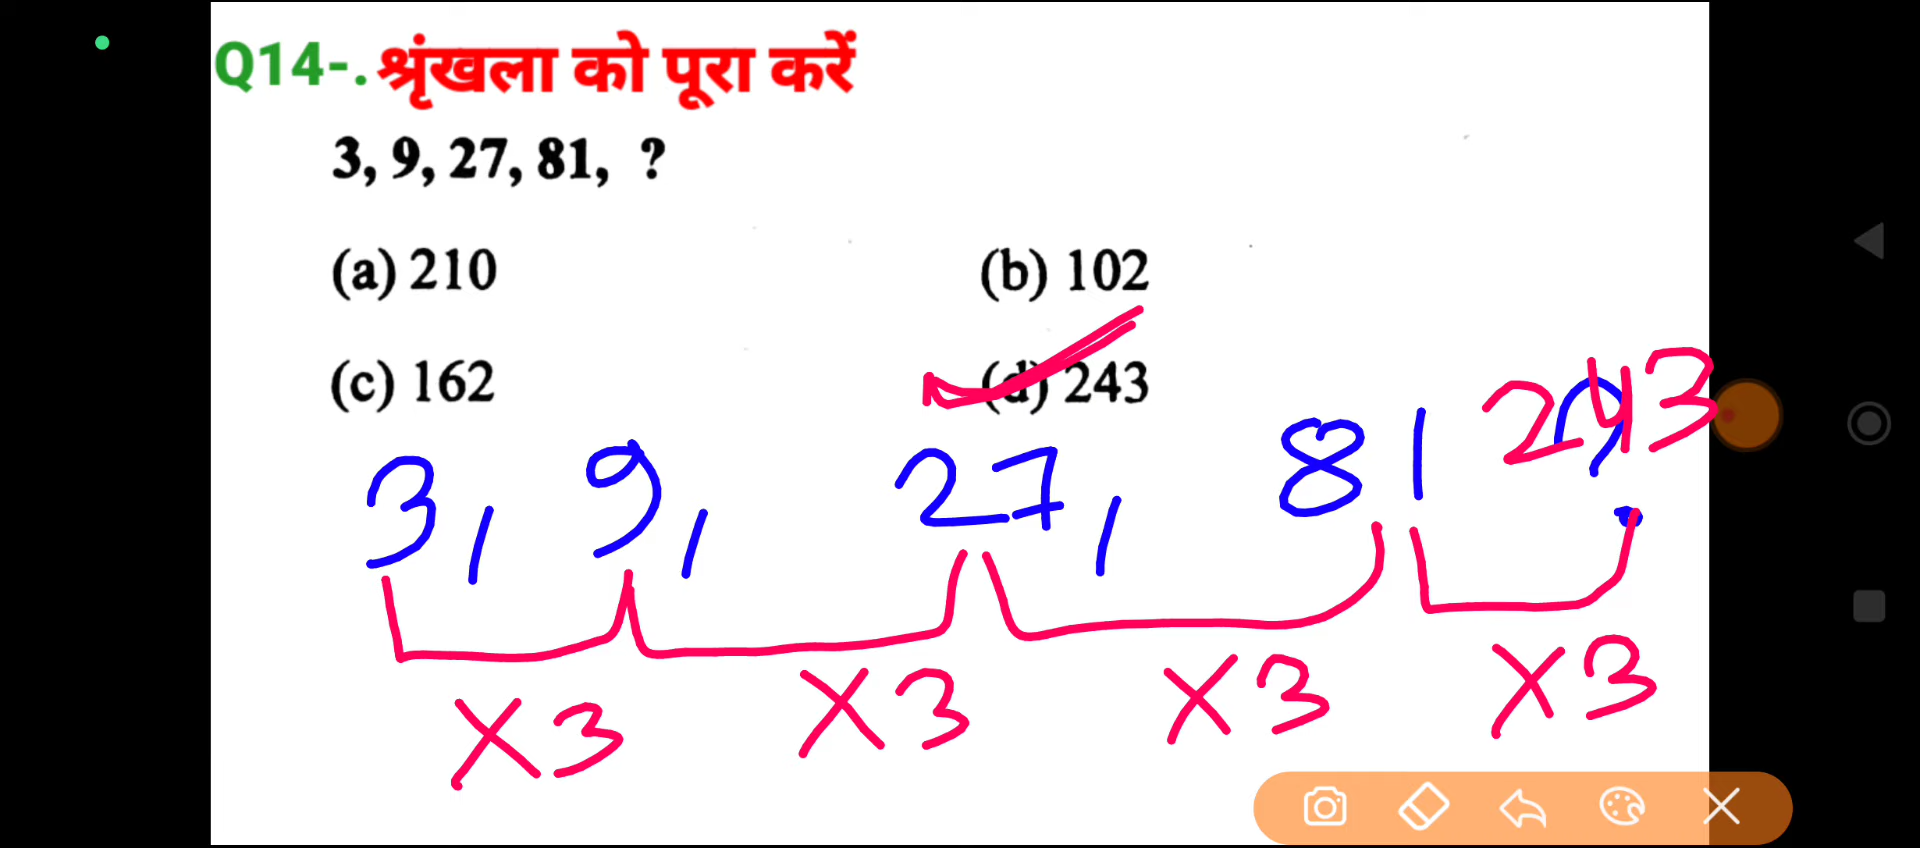 Q14-. श्रृंखला को पूरा करें
3, 9, 27, 81, ?
(a) 210 (b) 102
(c) 162 (d) 243
3, 9, 27, 81 243
X3 X3 X3 X3